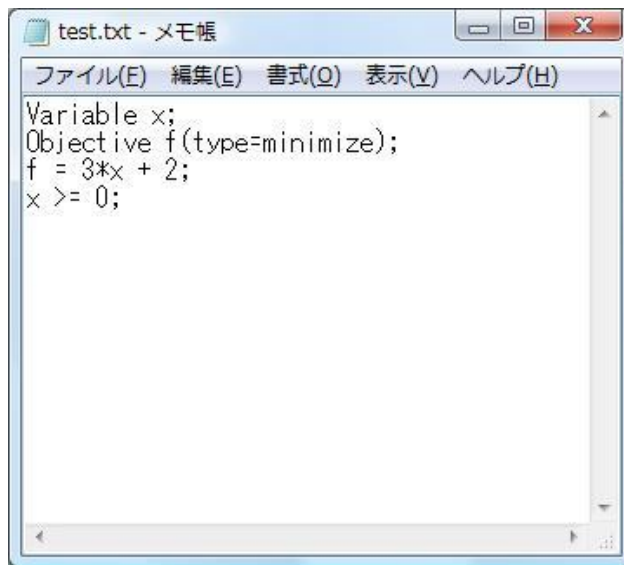 test.txt - メモ帳
ファイル(F) 編集(E) 書式(O) 表示(V) ヘルプ(H)
Variable x;
Objective f(type=minimize);
f = 3*x + 2;
x >= 0;